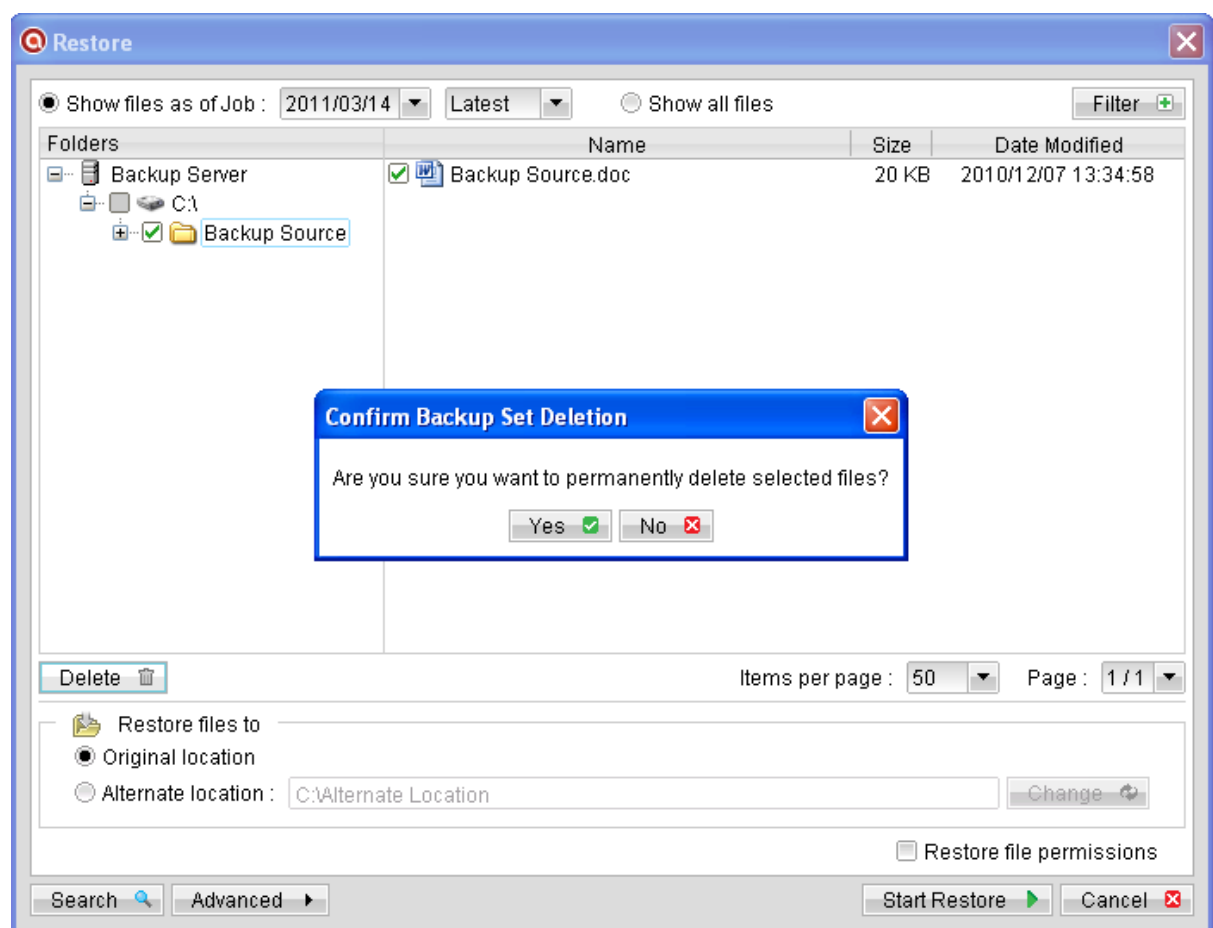 Restore
Show files as of Job : 2011/03/14 Latest Show all files Filter
Folders Name Size Date Modified
Backup Server Backup Source.doc 20 KB 2010/12/07 13:34:58
C:\
Backup Source
Confirm Backup Set Deletion
Are you sure you want to permanently delete selected files?
Yes No
Delete Items per page : 50 Page : 1 / 1
Restore files to
Original location
Alternate location : C:\Alternate Location Change
Restore file permissions
Search Advanced Start Restore Cancel